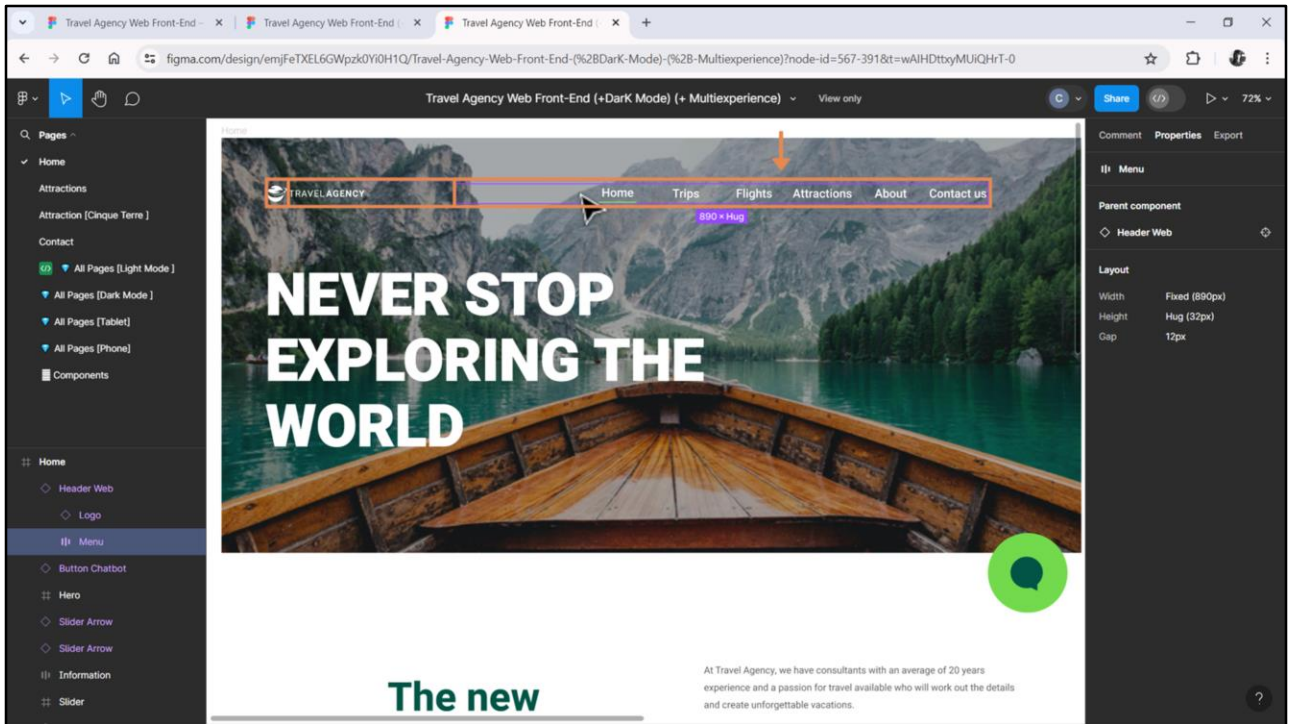 Travel Agency Web Front-End –
Travel Agency Web Front-End (
Travel Agency Web Front-End (
figma.com/design/emjFeTXEL6GWpzk0Yi0H1Q/Travel-Agency-Web-Front-End-(%2BDarK-Mode)-(%2B-Multiexperience)?node-id=567-391&t=wAIHDttxyMUiQHrT-0
Travel Agency Web Front-End (+DarK Mode) (+ Multiexperience)
View only
C
Share
72%
Pages
Home
Attractions
Attraction [Cinque Terre ]
Contact
All Pages [Light Mode ]
All Pages [Dark Mode ]
All Pages [Tablet]
All Pages [Phone]
Components
Home
Header Web
Logo
Menu
Button Chatbot
Hero
Slider Arrow
Slider Arrow
Information
Slider
Home
TRAVELAGENCY
Home Trips Flights Attractions About Contact us
890 × Hug
NEVER STOP
EXPLORING THE
WORLD
The new
At Travel Agency, we have consultants with an average of 20 years
experience and a passion for travel available who will work out the details
and create unforgettable vacations.
Comment Properties Export
Menu
Parent component
Header Web
Layout
Width Fixed (890px)
Height Hug (32px)
Gap 12px
?